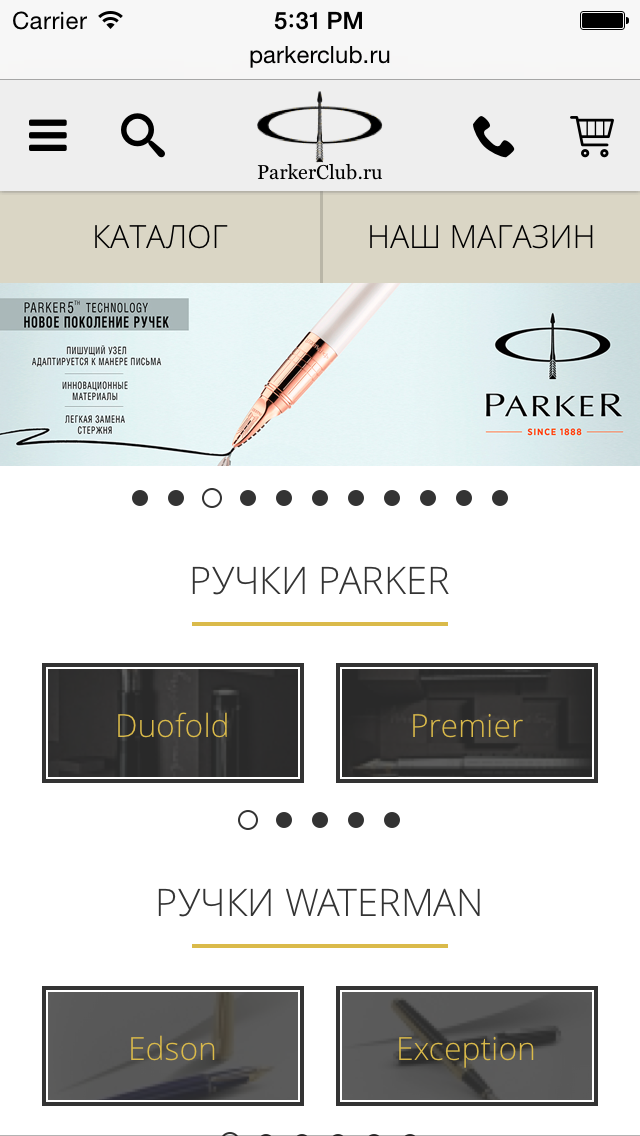 Carrier 5:31 PM
parkerclub.ru
ParkerClub.ru
КАТАЛОГ НАШ МАГАЗИН
PARKER5™ TECHNOLOGY
НОВОЕ ПОКОЛЕНИЕ РУЧЕК
ПИШУЩИЙ УЗЕЛ
АДАПТИРУЕТСЯ К МАНЕРЕ ПИСЬМА
ИННОВАЦИОННЫЕ
МАТЕРИАЛЫ
ЛЕГКАЯ ЗАМЕНА
СТЕРЖНЯ
PARKER
SINCE 1888
РУЧКИ PARKER
Duofold Premier
РУЧКИ WATERMAN
Edson Exception